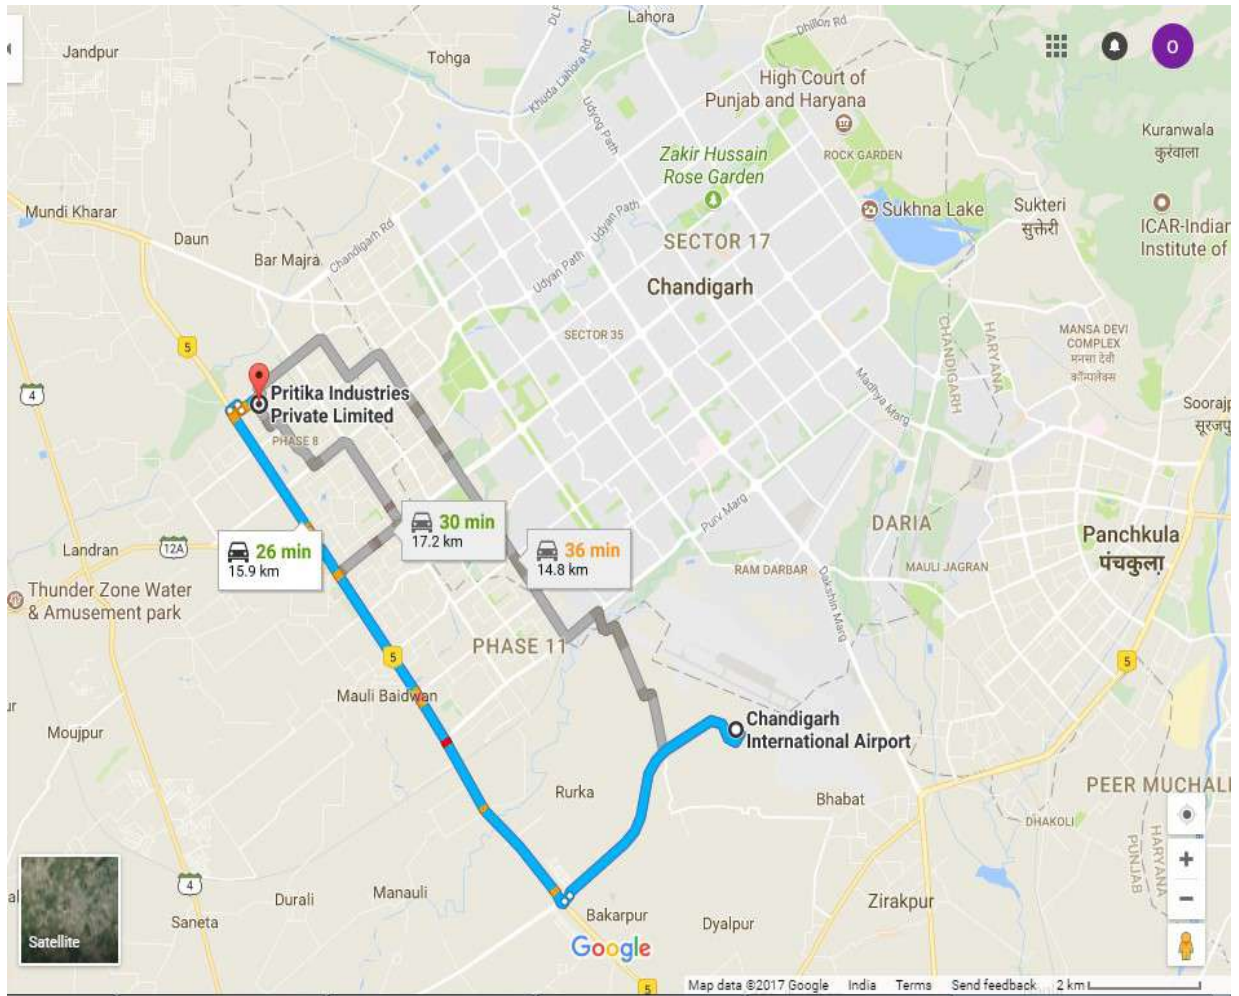 Lahora
Dhillon Rd
Jandpur
Tohga
Khuda Lahora Rd
O
High Court of
Punjab and Haryana
Udyog Path
Kuranwala
कुरंवाला
Zakir Hussain
Rose Garden
ROCK GARDEN
Mundi Kharar
Daun
Bar Majra
Chandigarh Rd
Udyan Path
Udyan Path
Sukhna Lake
Sukteri
सुक्तेरी
ICAR-Indian
Institute of
SECTOR 17
Chandigarh
SECTOR 35
CHANDIGARH
HARYANA
MANSA DEVI
COMPLEX
मनसा देवी
कॉम्पलेक्स
5
4
Pritika Industries
Private Limited
PHASE 8
Madhya Marg
Sooraj
सूरजपु
30 min
17.2 km
36 min
14.8 km
26 min
15.9 km
Purv Marg
DARIA
Panchkula
पंचकुला
Landran
12A
RAM DARBAR
MAULI JAGRAN
Dakshin Marg
Thunder Zone Water
& Amusement park
PHASE 11
5
5
Mauli Baidwan
Moujpur
Chandigarh
International Airport
Rurka
Bhabat
PEER MUCHALL
DHAKOLI
HARYANA
PUNJAB
4
Durali
Manauli
Saneta
Bakarpur
Dyalpur
Zirakpur
Satellite
Google
5
Map data ©2017 Google India Terms Send feedback 2 km